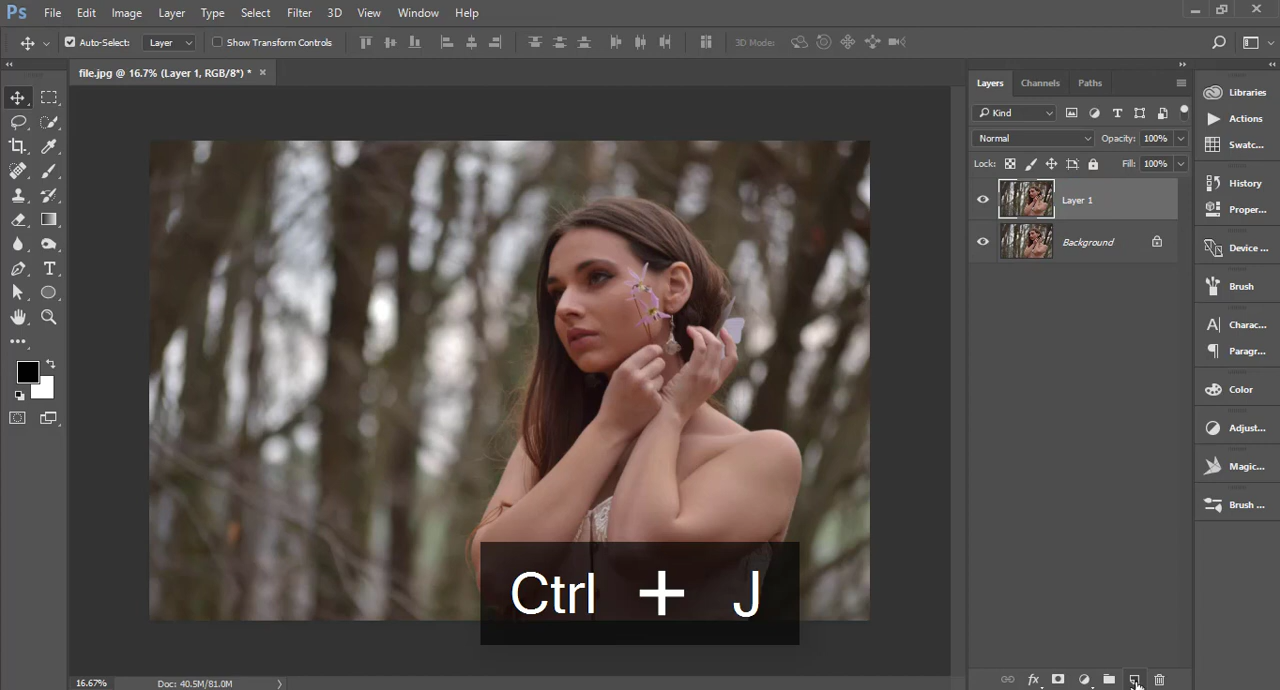 Ps File Edit Image Layer Type Select Filter 3D View Window Help
Auto-Select: Layer Show Transform Controls 3D Mode:
file.jpg @ 16.7% (Layer 1, RGB/8*) * ×
Layers Channels Paths
Kind
Normal Opacity: 100%
Lock: Fill: 100%
Layer 1
Background
Libraries
Actions
Swatc...
History
Proper...
Device ...
Brush
Charac...
Paragr...
Color
Adjust...
Magic...
Brush ...
Ctrl + J
16.67% Doc: 40.5M/81.0M